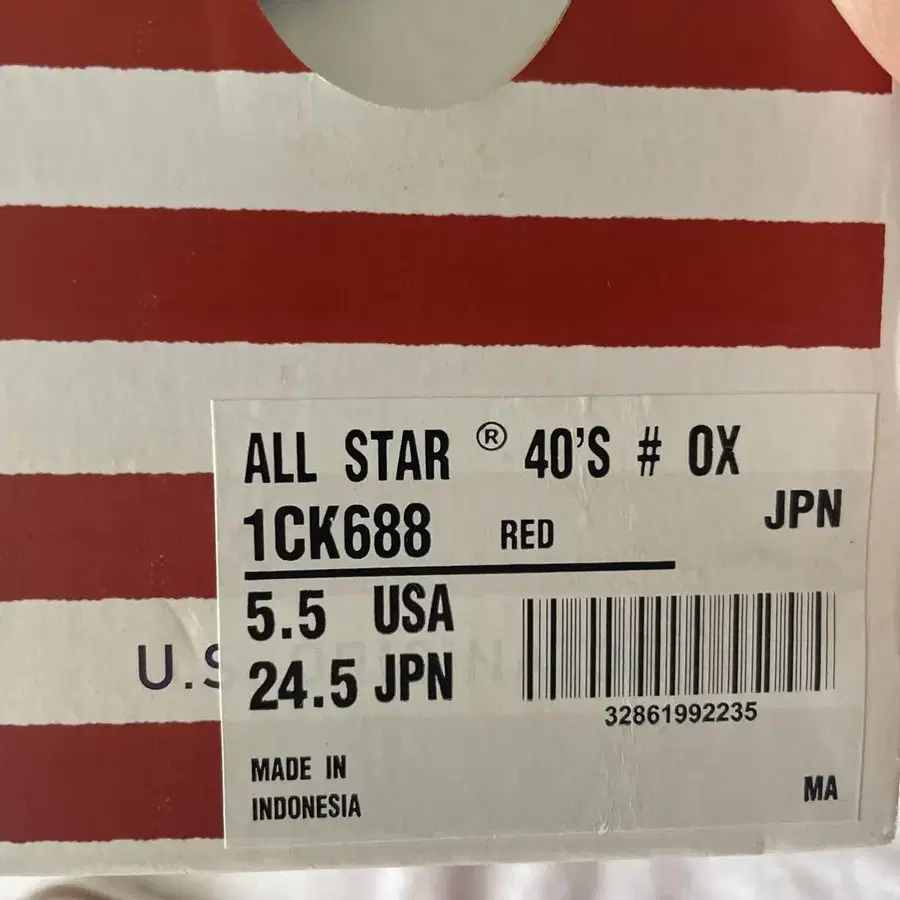 ALL STAR ® 40'S # OX
1CK688 RED JPN
5.5 USA
24.5 JPN
32861992235
U.S
MADE IN
INDONESIA
MA